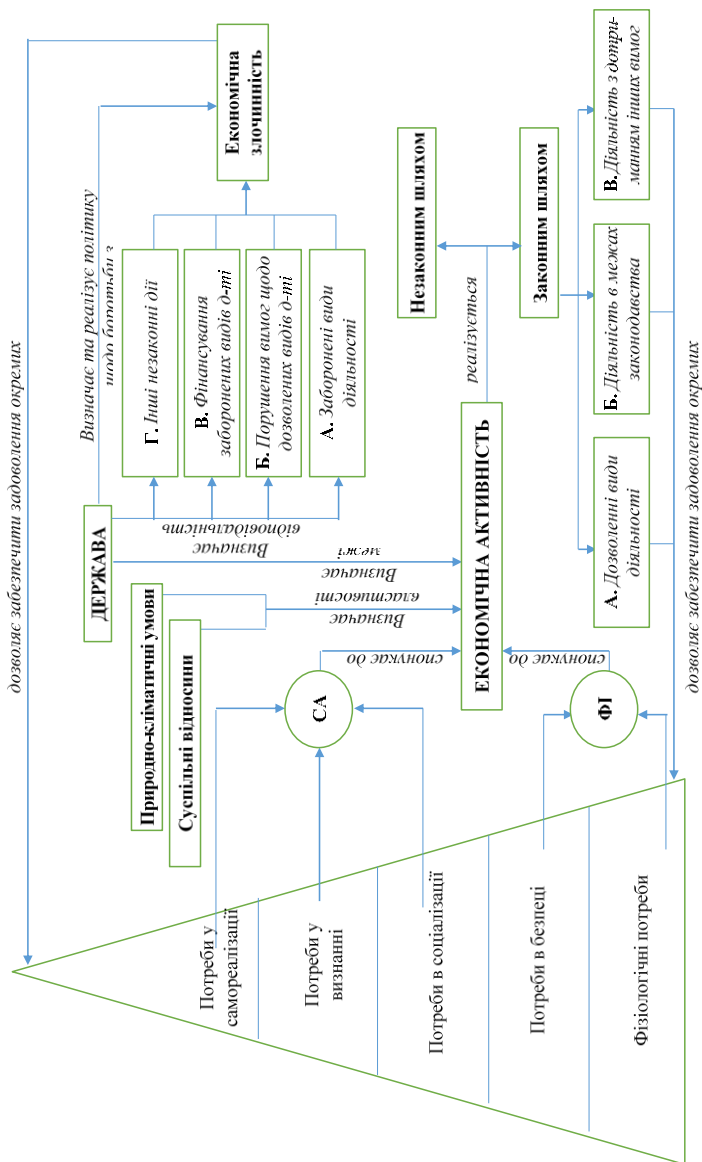 дозволяє забезпечити задоволення окремих
Визначає та реалізує політику
щодо боротьби з
Економічна
злочинність
ДЕРЖАВА
Г. Інші незаконні дії
В. Фінансування
заборонених видів д-ті
Б. Порушення вимог щодо
дозволених видів д-ті
А. Заборонені види
діяльності
Визначає
відповідальність
Визначає
межі
Природно-кліматичні умови
Суспільні відносини
Визначає
властивості
Потреби у
самореалізації
Потреби у
визнанні
Потреби в соціалізації
Потреби в безпеці
Фізіологічні потреби
СА
спонукає до
ФІ
спонукає до
ЕКОНОМІЧНА АКТИВНІСТЬ
реалізується
Незаконним шляхом
Законним шляхом
А. Дозволенні види
діяльності
Б. Діяльність в межах
законодавства
В. Діяльність з дотри-
манням інших вимог
дозволяє забезпечити задоволення окремих